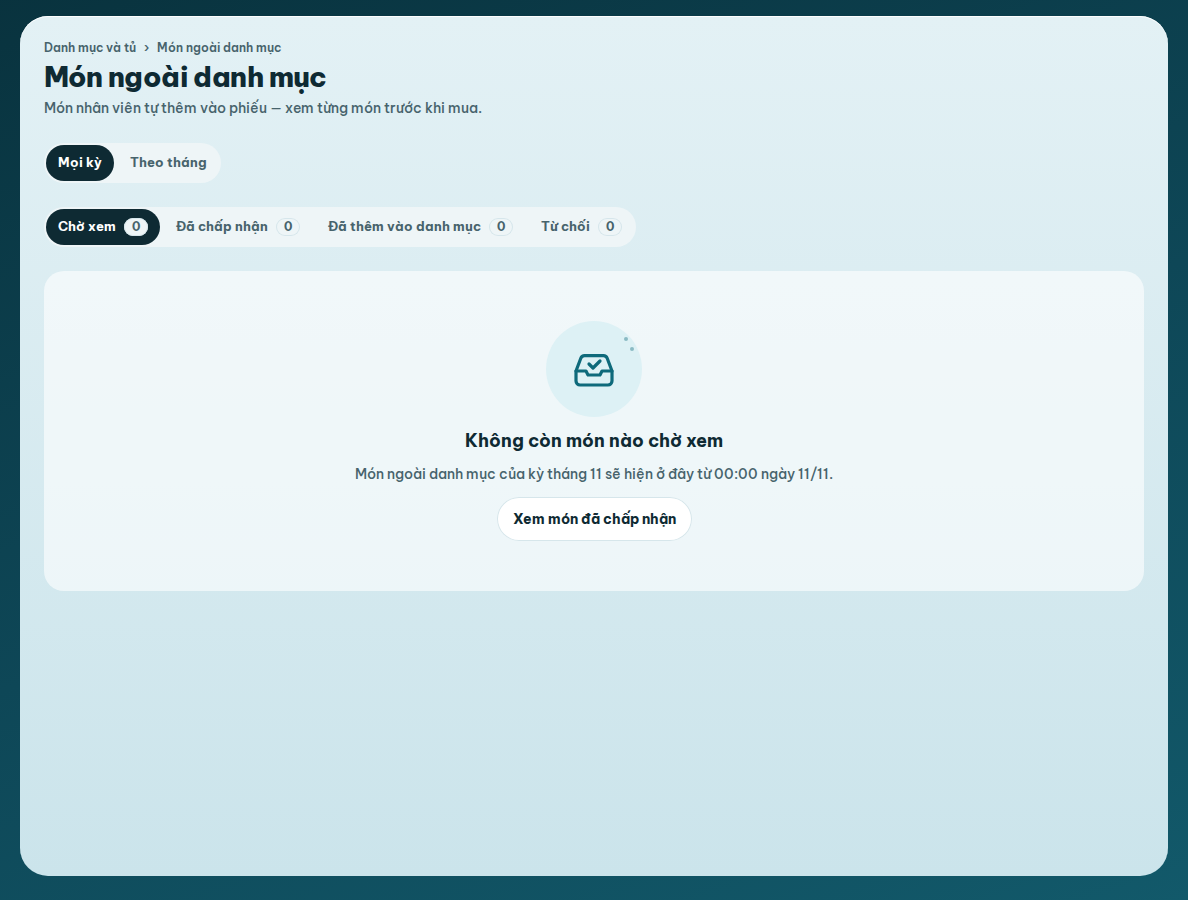 Danh mục và tủ › Món ngoài danh mục
Món ngoài danh mục
Món nhân viên tự thêm vào phiếu — xem từng món trước khi mua.
Mọi kỳ Theo tháng
Chờ xem 0 Đã chấp nhận 0 Đã thêm vào danh mục 0 Từ chối 0
Không còn món nào chờ xem
Món ngoài danh mục của kỳ tháng 11 sẽ hiện ở đây từ 00:00 ngày 11/11.
Xem món đã chấp nhận